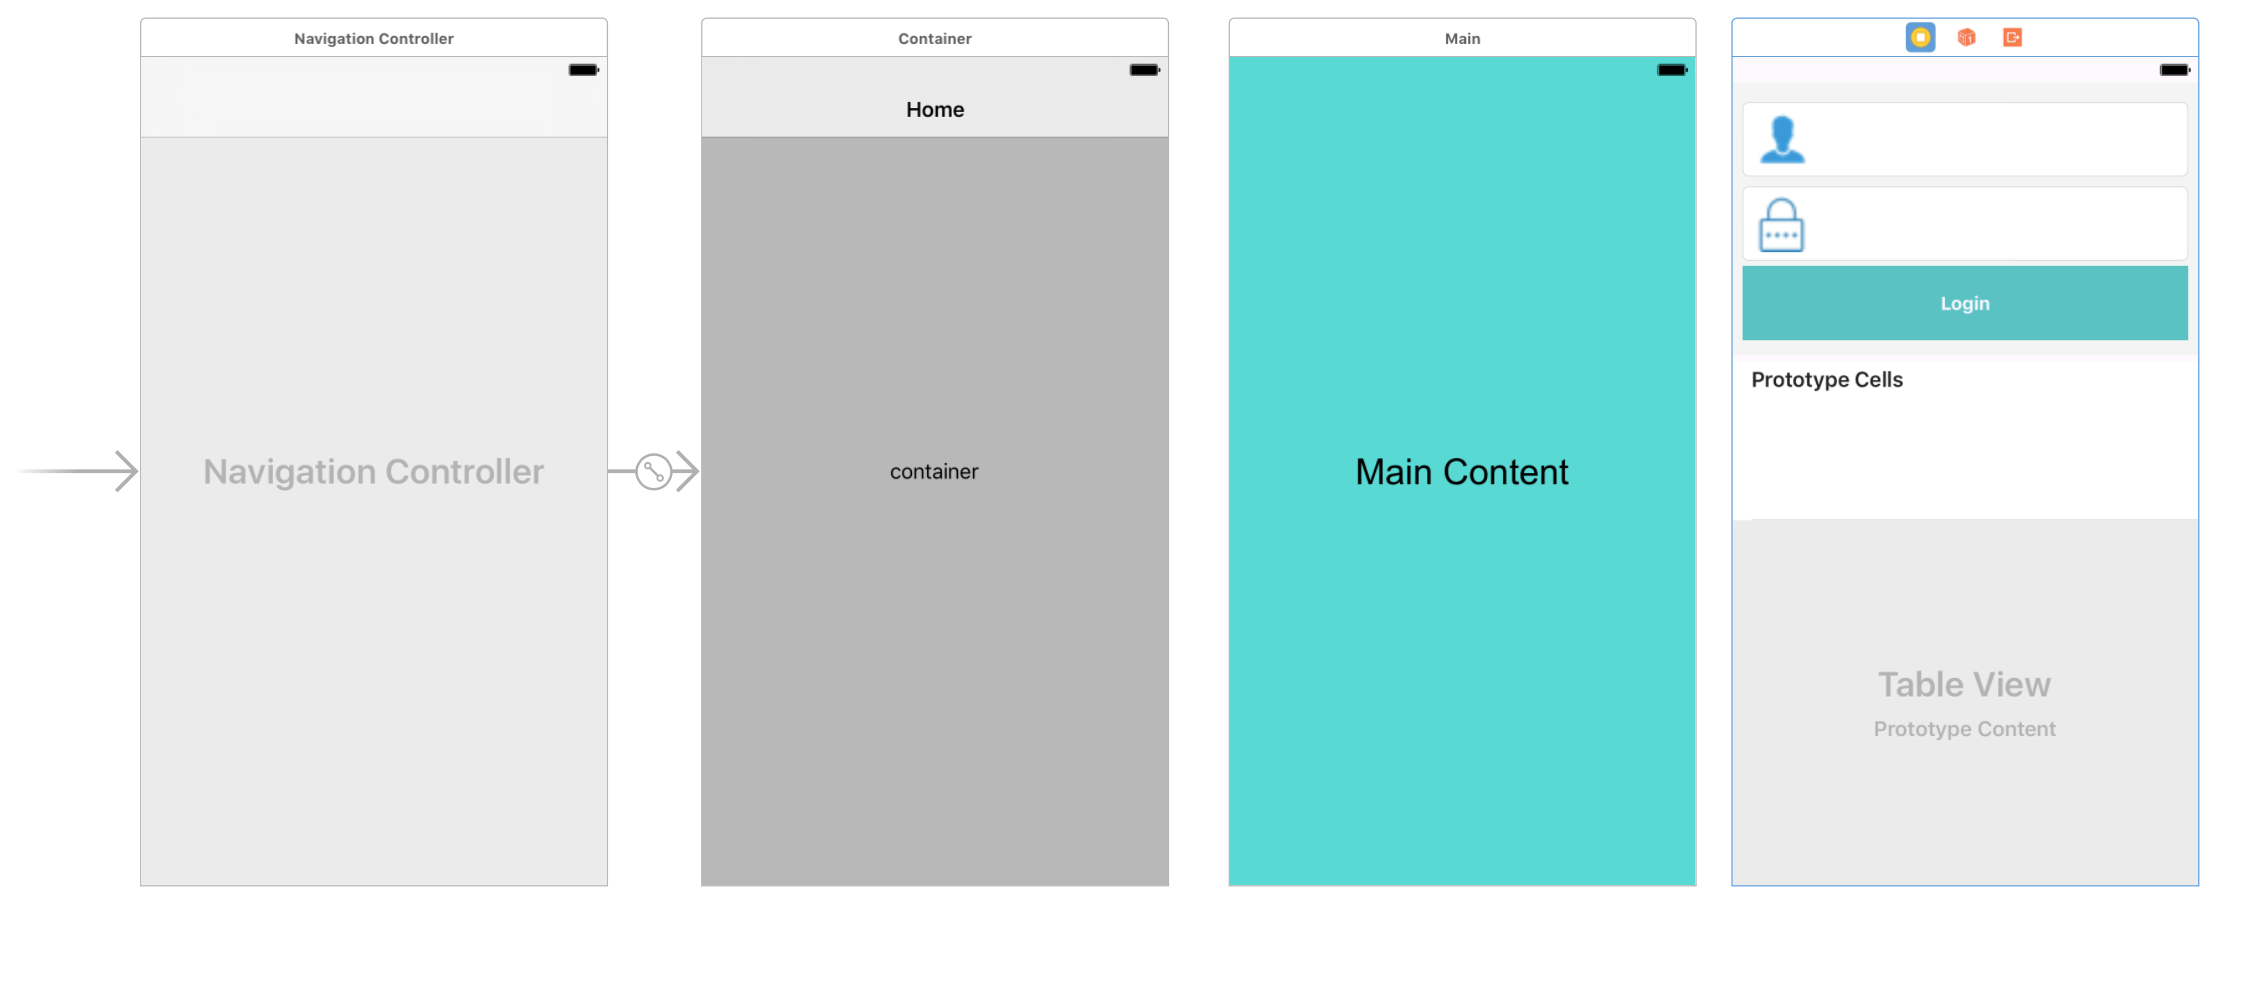 Navigation Controller
Navigation Controller
Container
Home
container
Main
Main Content
Login
Prototype Cells
Table View
Prototype Content